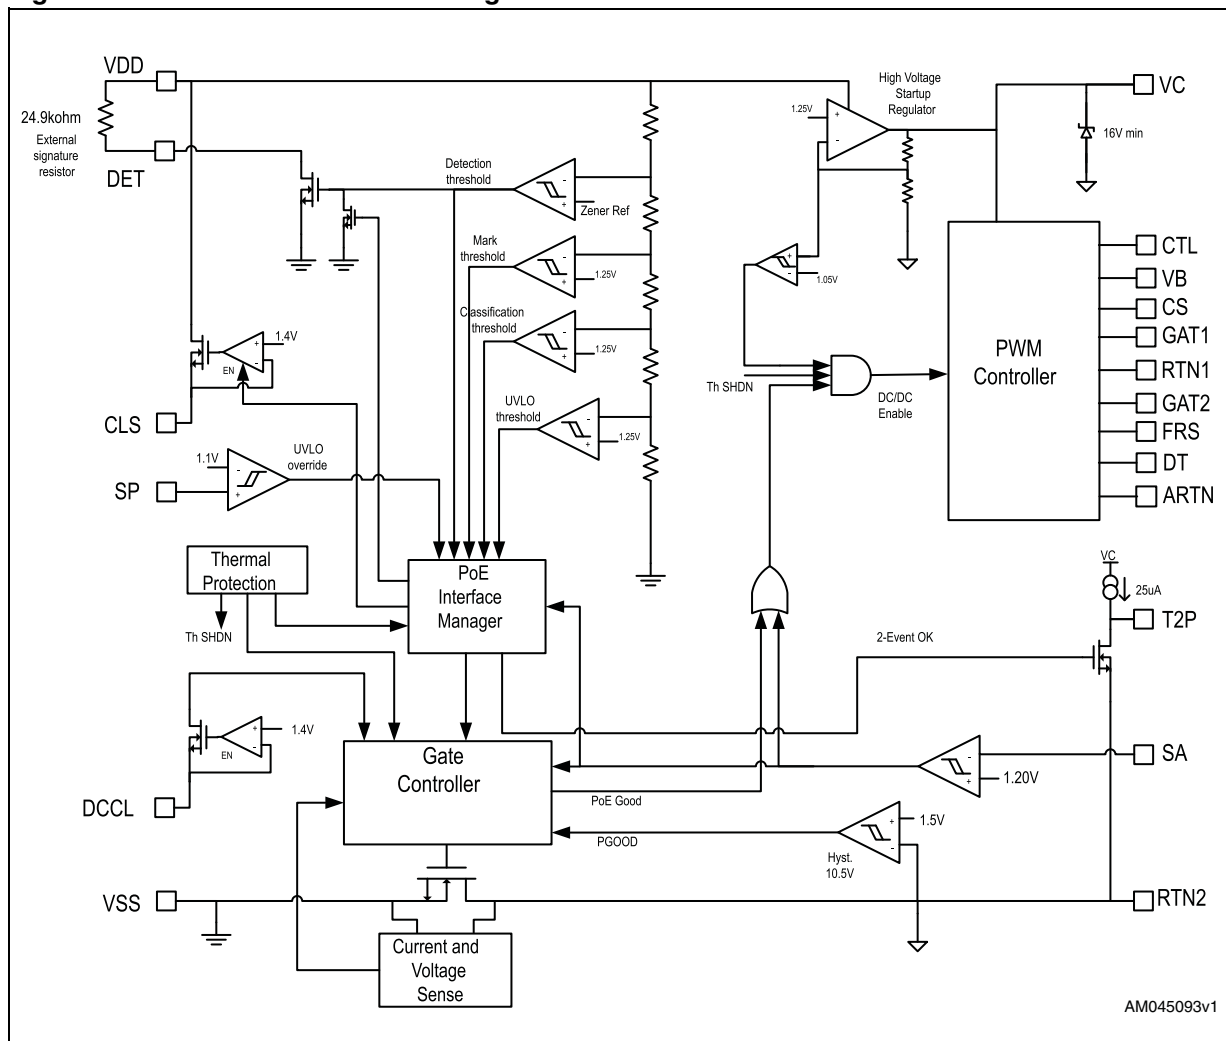 VDD
24.9kohm
External
signature
resistor
DET
Detection
threshold
-
+
Zener Ref
Mark
threshold
-
+
1.25V
Classification
threshold
-
+
1.25V
UVLO
threshold
-
+
1.25V
High Voltage
Startup
Regulator
1.25V
+
-
VC
16V min
+
-
1.05V
Th SHDN
DC/DC
Enable
PWM
Controller
CTL
VB
CS
GAT1
RTN1
GAT2
FRS
DT
ARTN
1.4V
+
-
EN
CLS
1.1V
-
+
UVLO
override
SP
Thermal
Protection
Th SHDN
PoE
Interface
Manager
VC
25uA
T2P
2-Event OK
1.4V
+
-
EN
DCCL
Gate
Controller
PoE Good
PGOOD
-
+
1.20V
SA
+
-
1.5V
Hyst.
10.5V
VSS
RTN2
Current and
Voltage
Sense
AM045093v1